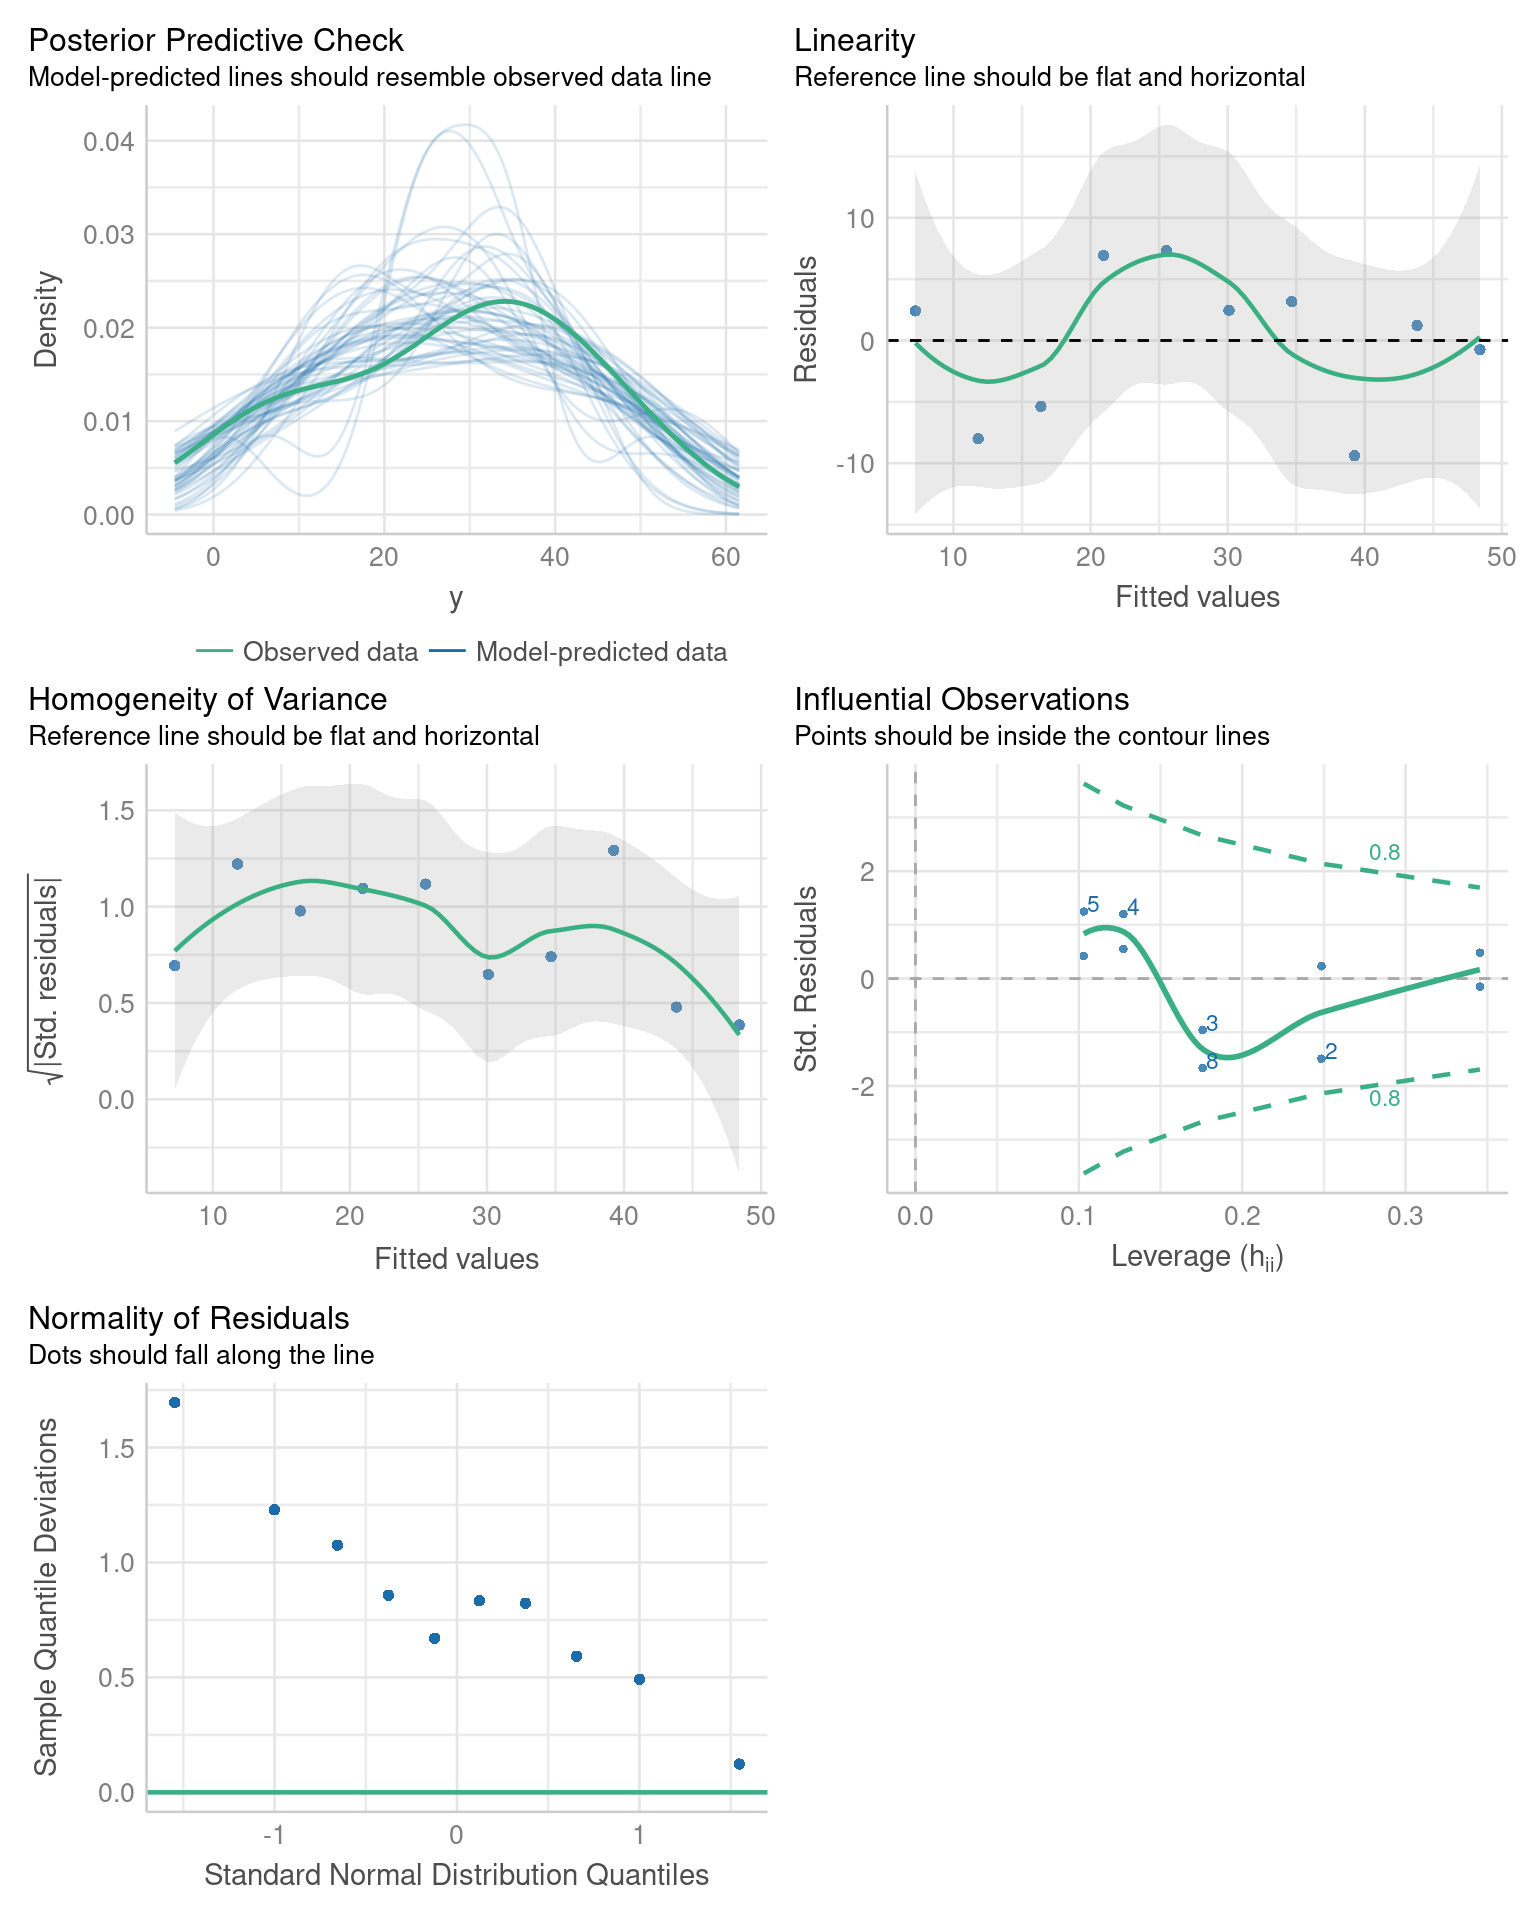 Posterior Predictive Check
Model-predicted lines should resemble observed data line
0.04
0.03
0.02
0.01
0.00
Density
0
20
40
60
y
Observed data
Model-predicted data
Linearity
Reference line should be flat and horizontal
10
0
-10
Residuals
10
20
30
40
50
Fitted values
Homogeneity of Variance
Reference line should be flat and horizontal
1.5
1.0
0.5
0.0
√|Std. residuals|
10
20
30
40
50
Fitted values
Influential Observations
Points should be inside the contour lines
2
0
-2
Std. Residuals
0.8
5
4
3
8
2
0.8
0.0
0.1
0.2
0.3
Leverage (hii)
Normality of Residuals
Dots should fall along the line
1.5
1.0
0.5
0.0
Sample Quantile Deviations
-1
0
1
Standard Normal Distribution Quantiles